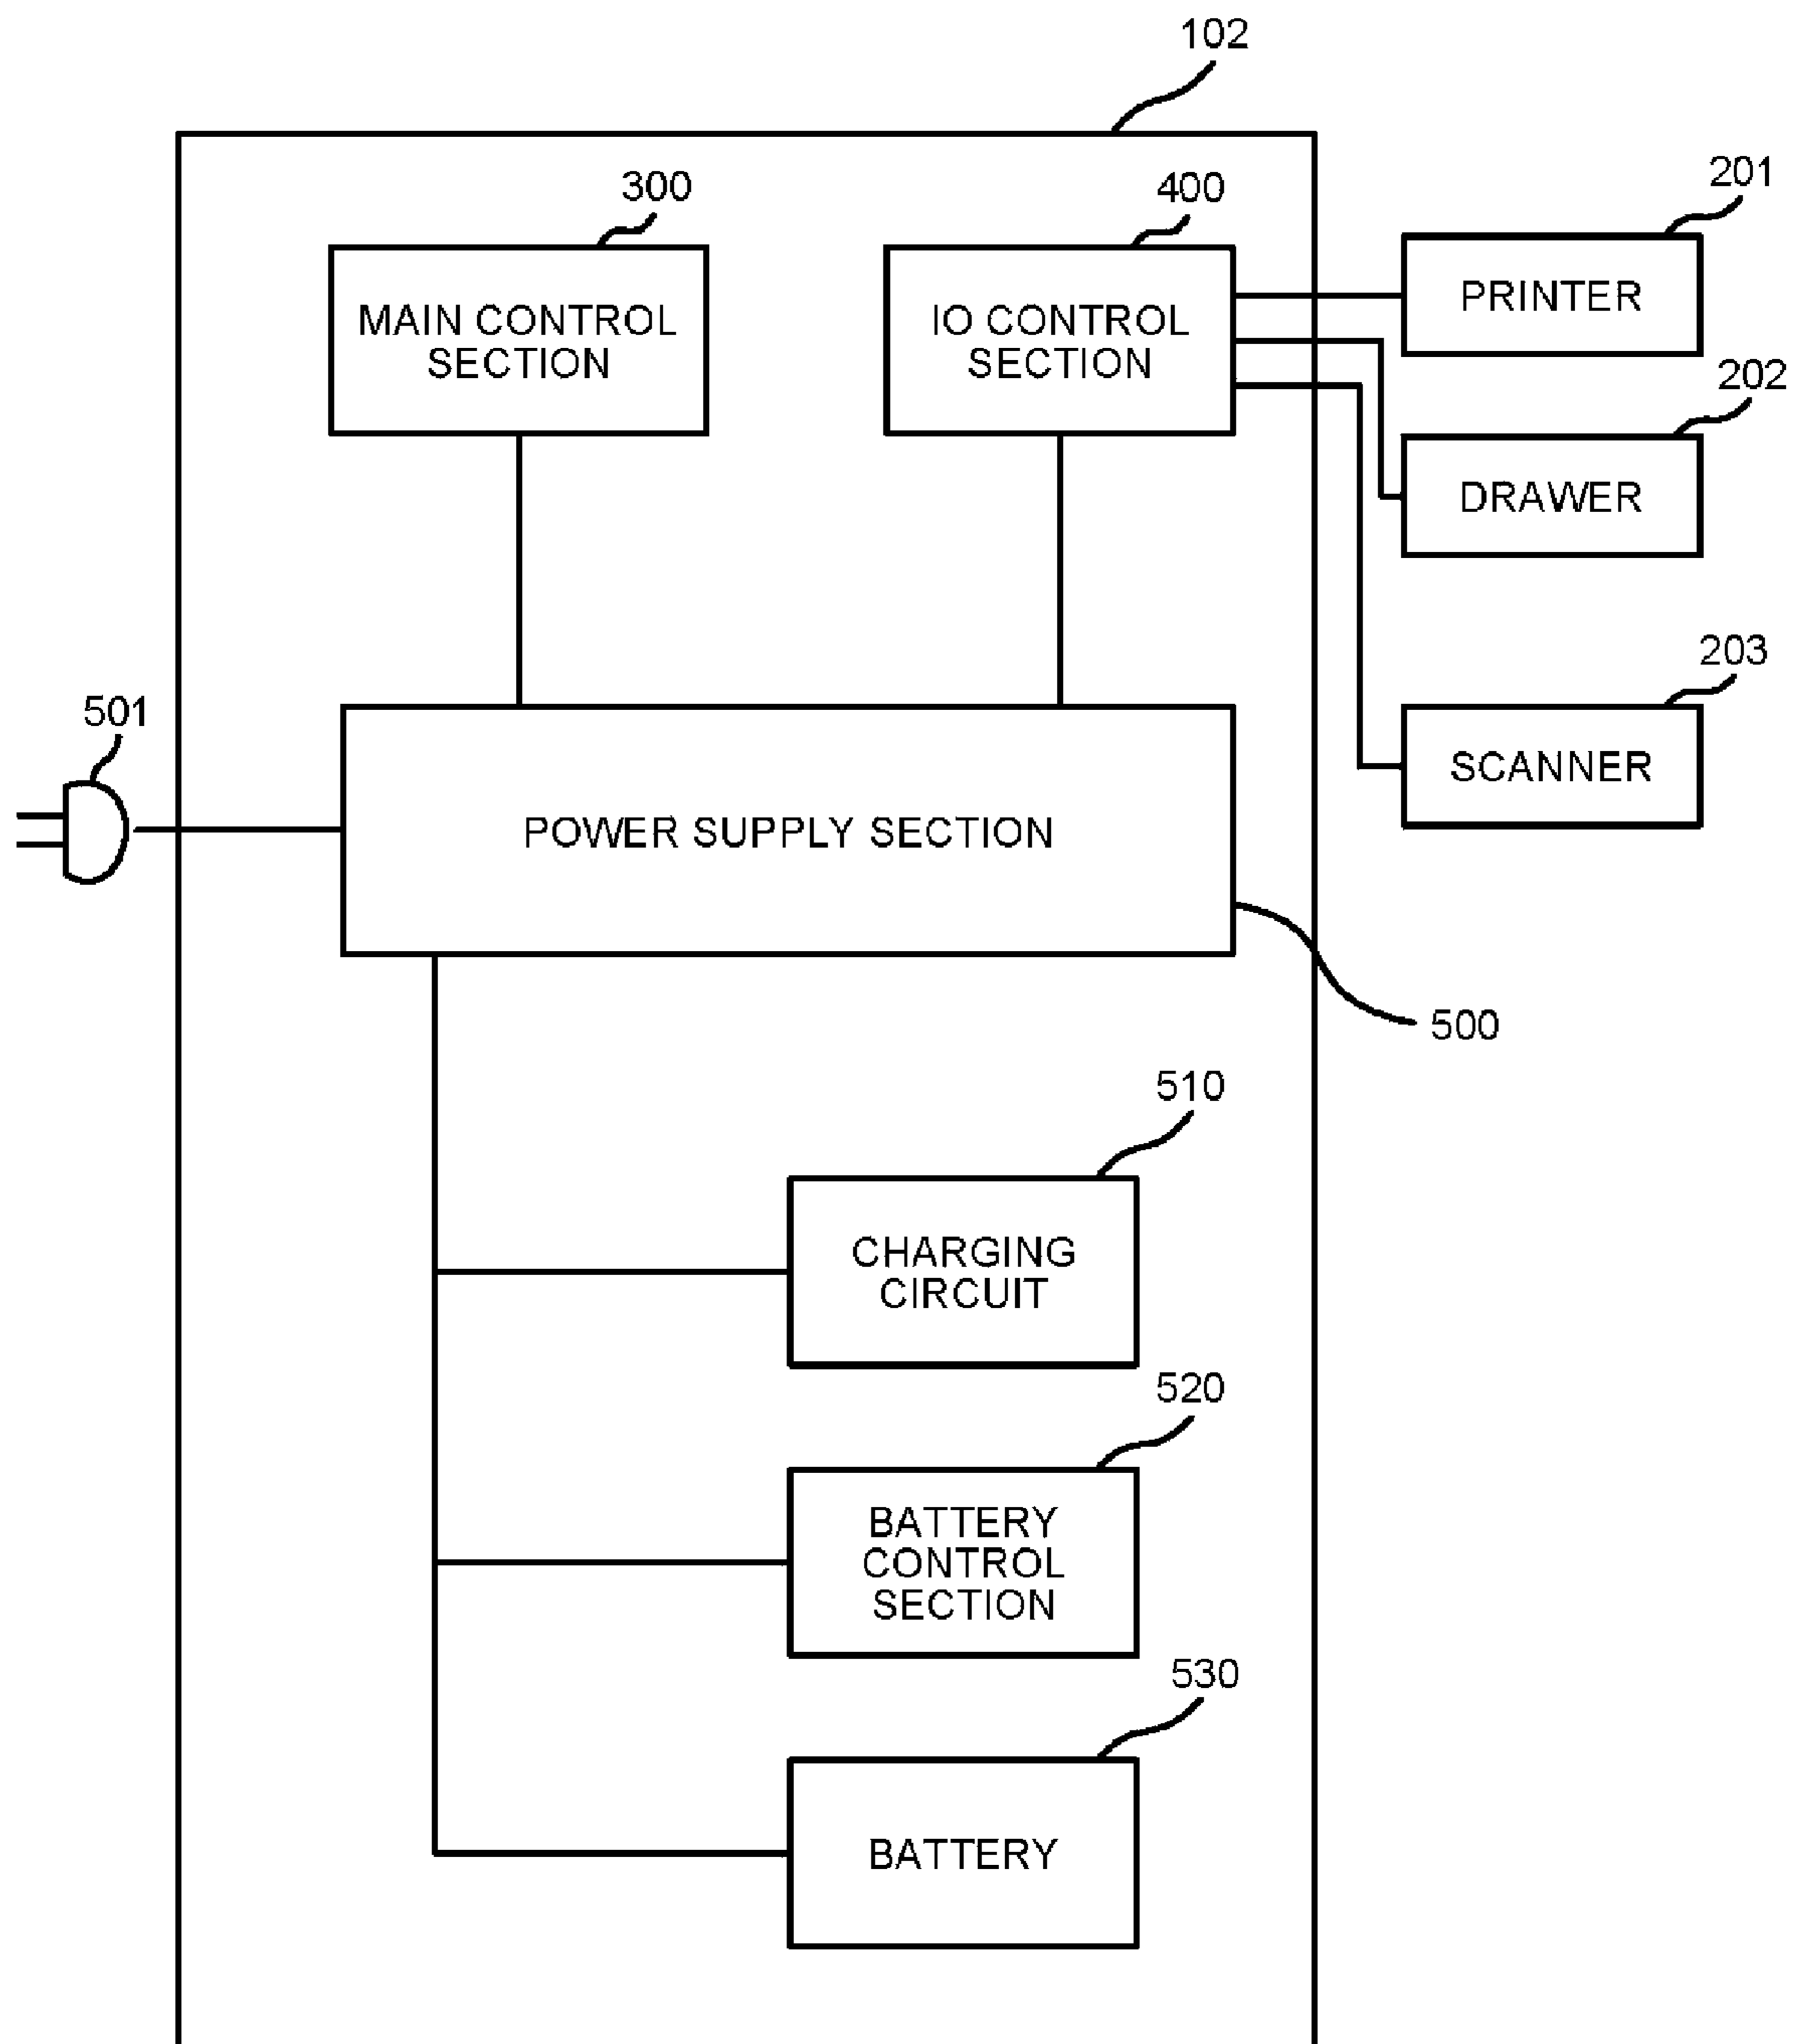 102
300
400
201
MAIN CONTROL
SECTION
IO CONTROL
SECTION
PRINTER
202
DRAWER
203
SCANNER
501
POWER SUPPLY SECTION
500
510
CHARGING
CIRCUIT
520
BATTERY
CONTROL
SECTION
530
BATTERY